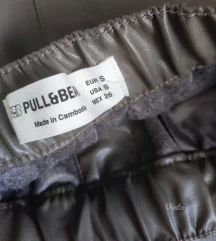 PULL&BEAR
Made in Cambodia
EUR S
USA S
MEX 26